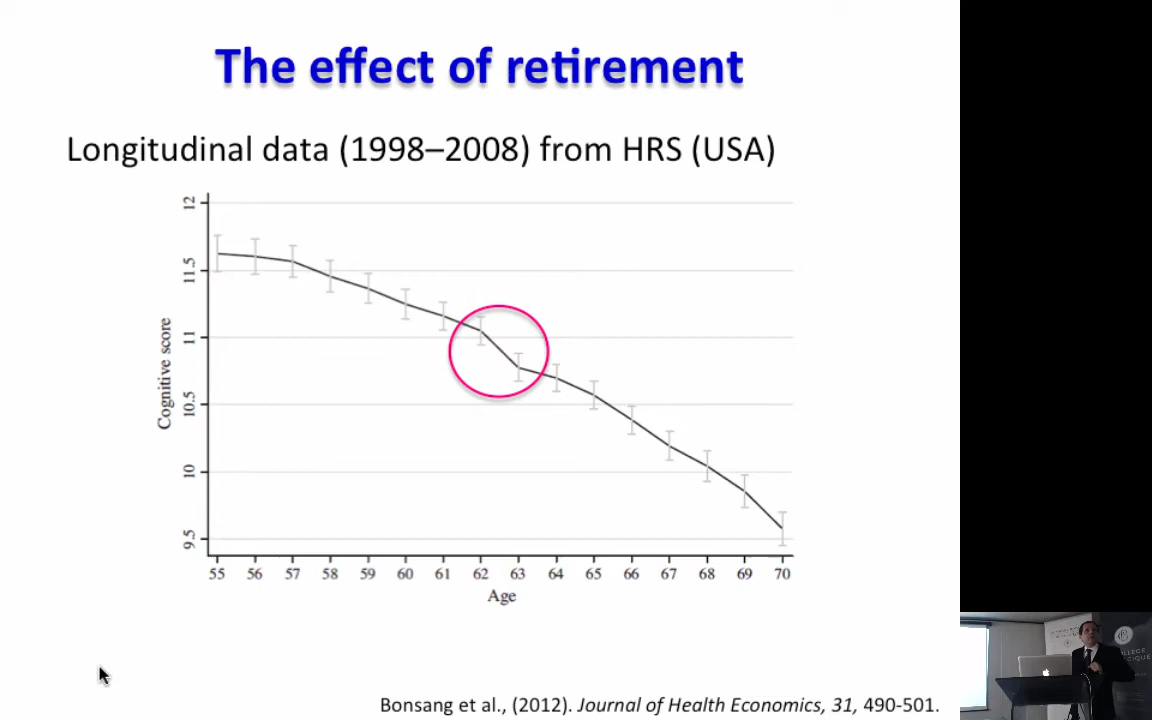 The effect of retirement
Longitudinal data (1998–2008) from HRS (USA)
12
11.5
11
10.5
10
9.5
Cognitive score
55 56 57 58 59 60 61 62 63 64 65 66 67 68 69 70
Age
Bonsang et al., (2012). Journal of Health Economics, 31, 490-501.